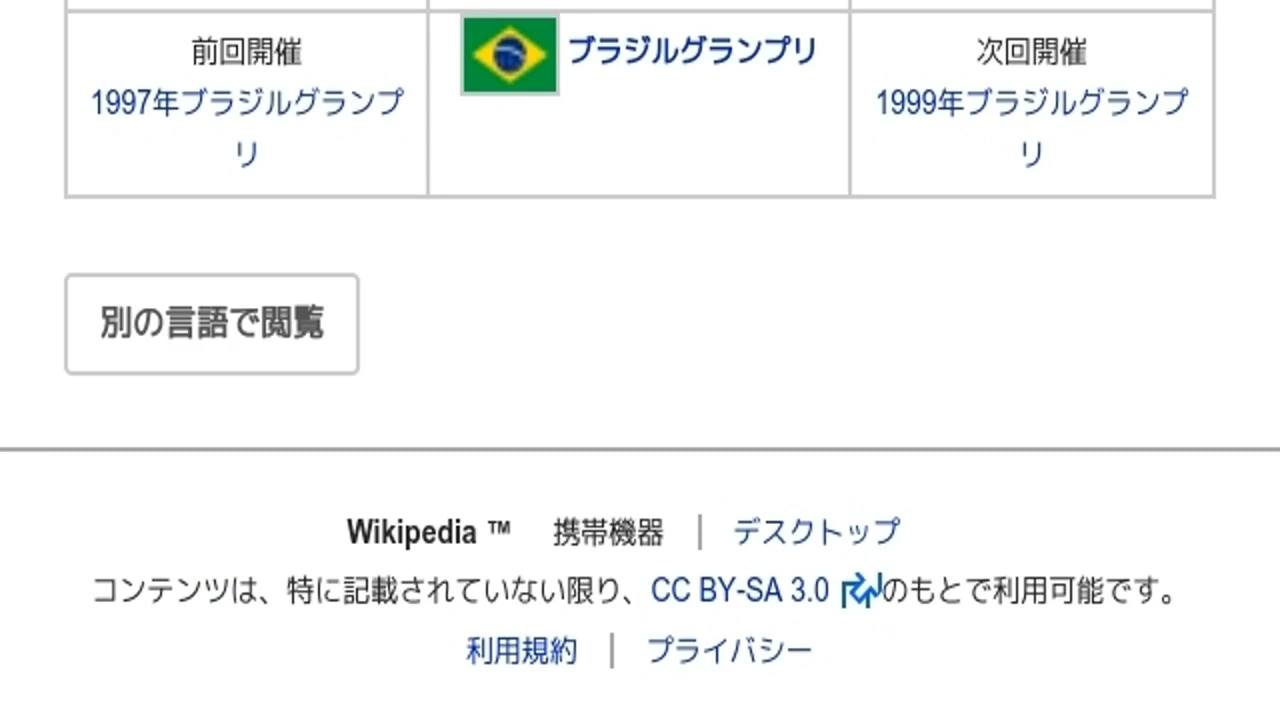 前回開催
1997年ブラジルグランプ
リ
ブラジルグランプリ
次回開催
1999年ブラジルグランプ
リ
別の言語で閲覧
Wikipedia ™ 携帯機器 | デスクトップ
コンテンツは、特に記載されていない限り、CC BY-SA 3.0 のもとで利用可能です。
利用規約 | プライバシー